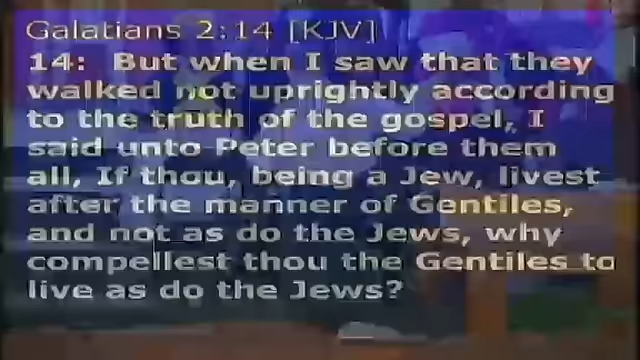 Galatians 2:14 [KJV]
14: But when I saw that they
walked not uprightly according
to the truth of the gospel, I
said unto Peter before them
all, If thou, being a Jew, livest
after the manner of Gentiles,
and not as do the Jews, why
compellest thou the Gentiles to
live as do the Jews?